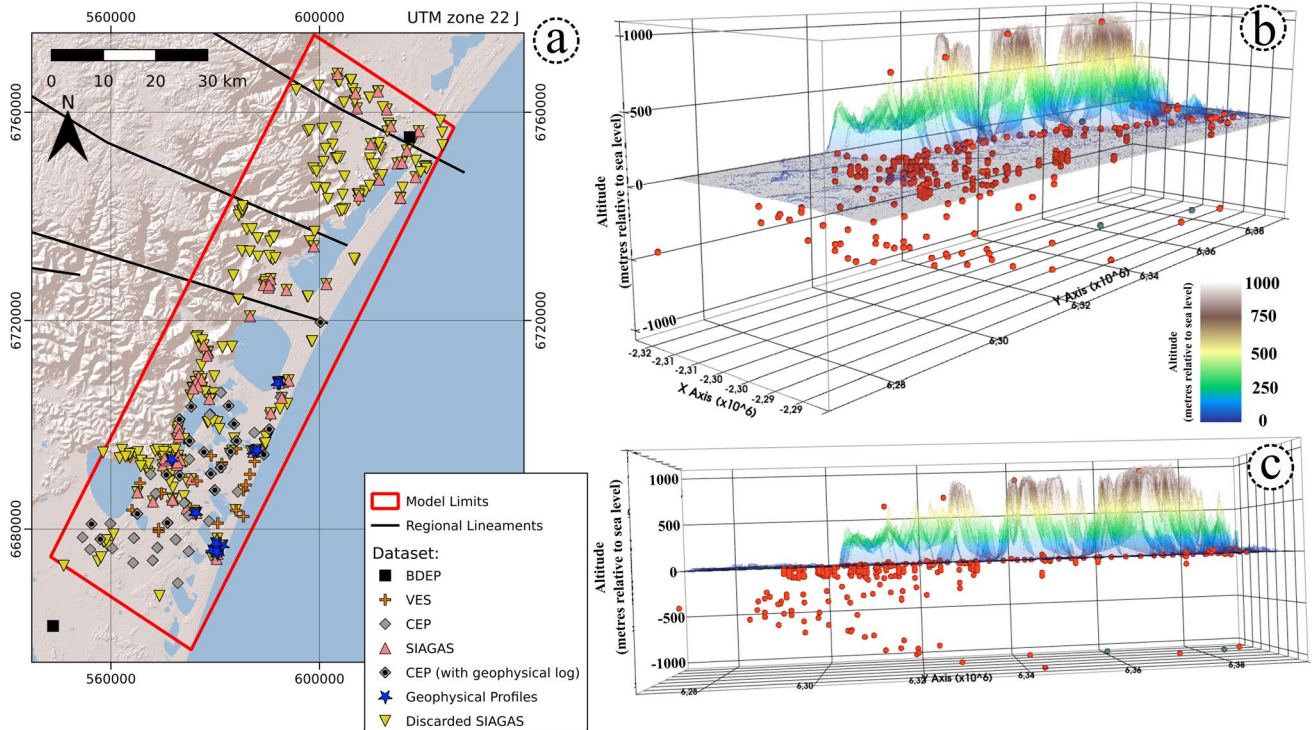 UTM zone 22 J
a
0 10 20 30 km
N
6760000
6760000
6720000
6720000
6680000
560000
600000
560000
600000
Model Limits
Regional Lineaments
Dataset:
BDEP
VES
CEP
SIAGAS
CEP (with geophysical log)
Geophysical Profiles
Discarded SIAGAS
b
1000
500
0
-1000
Altitude
(metres relative to sea level)
-2,32
-2,31
-2,31
-2,30
-2,30
-2,29
-2,29
X Axis (x10^6)
6,28
6,30
6,32
6,34
6,36
6,38
Y Axis (x10^6)
Altitude
(metres relative to sea level)
1000
750
500
250
0
c
1000
500
0
-500
-1000
Altitude
(metres relative to sea level)
6,28
6,30
6,32
6,34
6,36
6,38
Y Axis (x10^6)